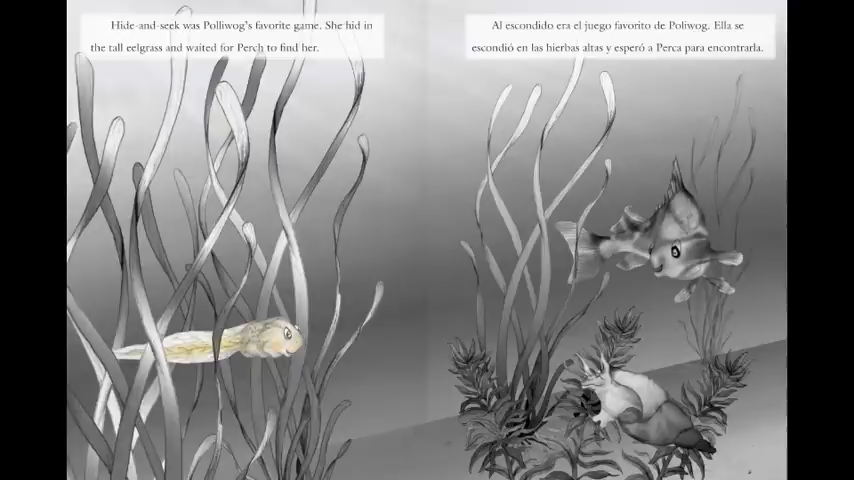 Hide-and-seek was Polliwog's favorite game. She hid in
the tall eelgrass and waited for Perch to find her.
Al escondido era el juego favorito de Poliwog. Ella se
escondió en las hierbas altas y esperó a Perca para encontrarla.